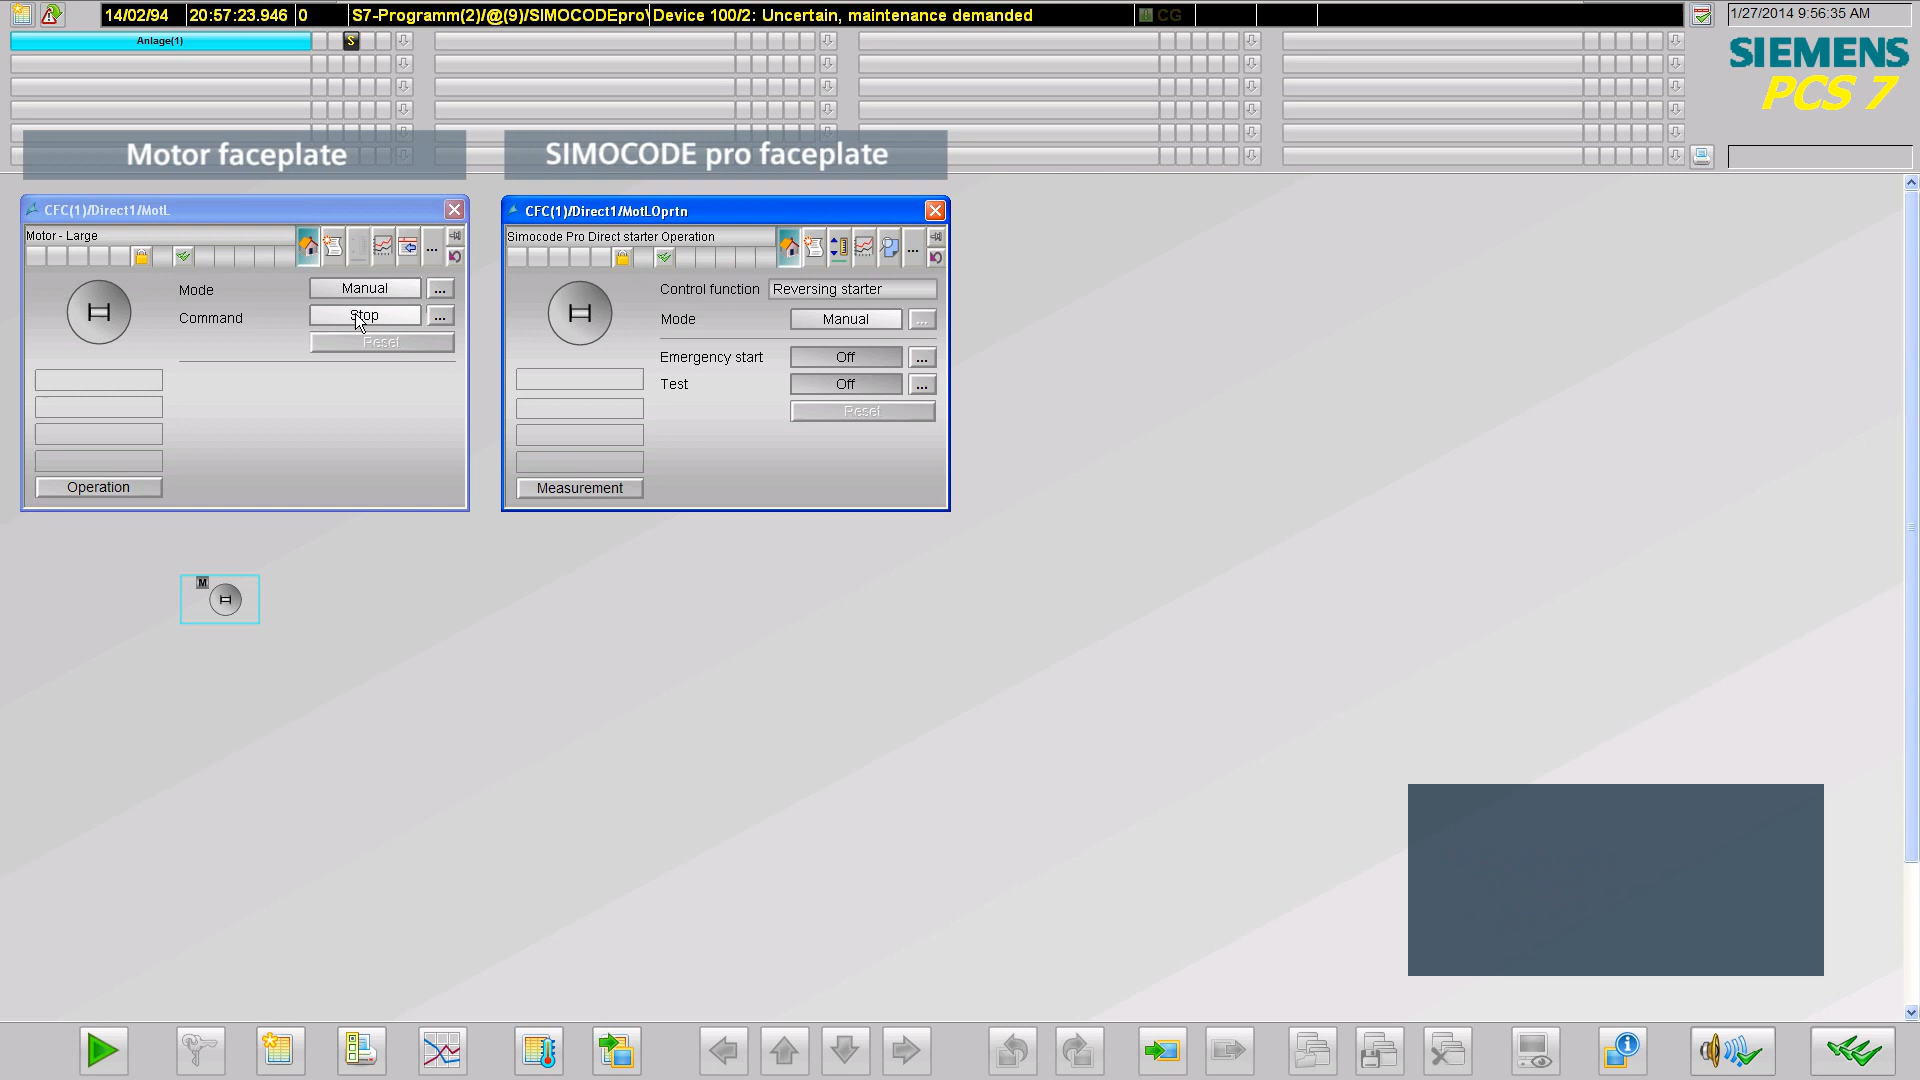 14/02/94 20:57:23.946 0 S7-Programm(2)/@(9)/SIMOCODEpro\ Device 100/2: Uncertain, maintenance demanded CG
1/27/2014 9:56:35 AM
Anlage(1) S
SIEMENS
PCS 7
Motor faceplate
SIMOCODE pro faceplate
CFC(1)/Direct1/MotL
Motor - Large
...
Mode Manual ...
Command Stop ...
Reset
Operation
CFC(1)/Direct1/MotLOprtn
Simocode Pro Direct starter Operation
...
Control function Reversing starter
Mode Manual ...
Emergency start Off ...
Test Off ...
Reset
Measurement
M